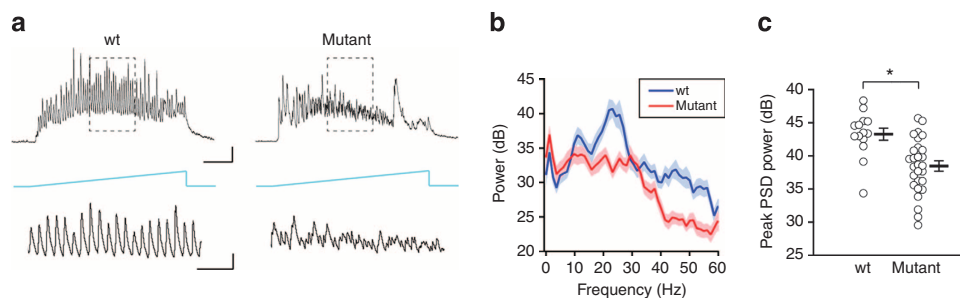 a
wt
Mutant
b
45
40
35
30
25
20
Power (dB)
wt
Mutant
0 10 20 30 40 50 60
Frequency (Hz)
c
*
40
45
40
35
30
25
Peak PSD power (dB)
wt Mutant